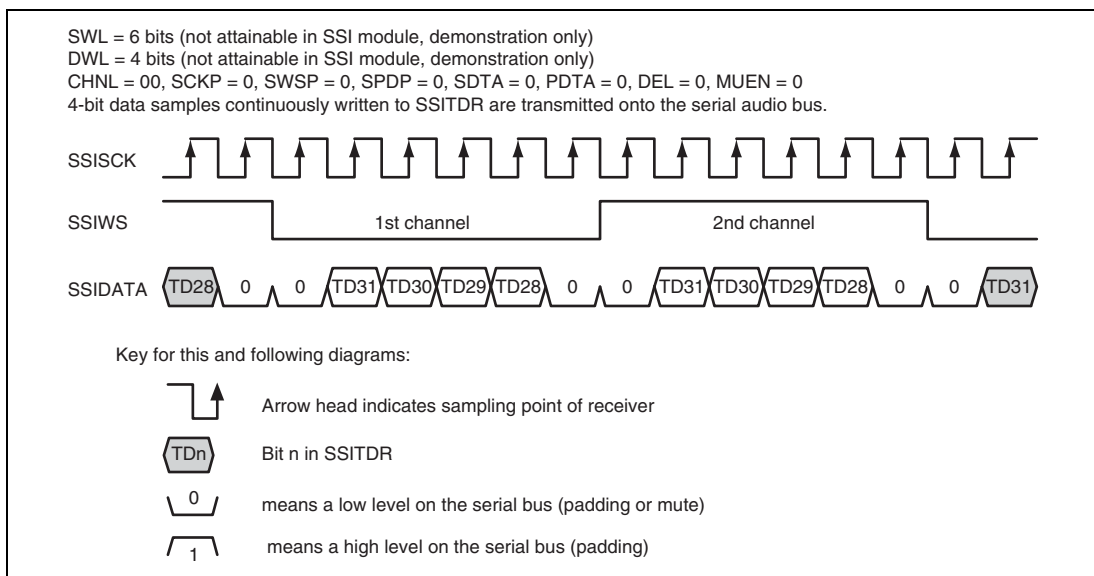 SWL = 6 bits (not attainable in SSI module, demonstration only)
DWL = 4 bits (not attainable in SSI module, demonstration only)
CHNL = 00, SCKP = 0, SWSP = 0, SPDP = 0, SDTA = 0, PDTA = 0, DEL = 0, MUEN = 0
4-bit data samples continuously written to SSITDR are transmitted onto the serial audio bus.
SSISCK
SSIWS 1st channel 2nd channel
SSIDATA TD28 0 0 TD31 TD30 TD29 TD28 0 0 TD31 TD30 TD29 TD28 0 0 TD31
Key for this and following diagrams:
Arrow head indicates sampling point of receiver
TDn Bit n in SSITDR
0 means a low level on the serial bus (padding or mute)
1 means a high level on the serial bus (padding)